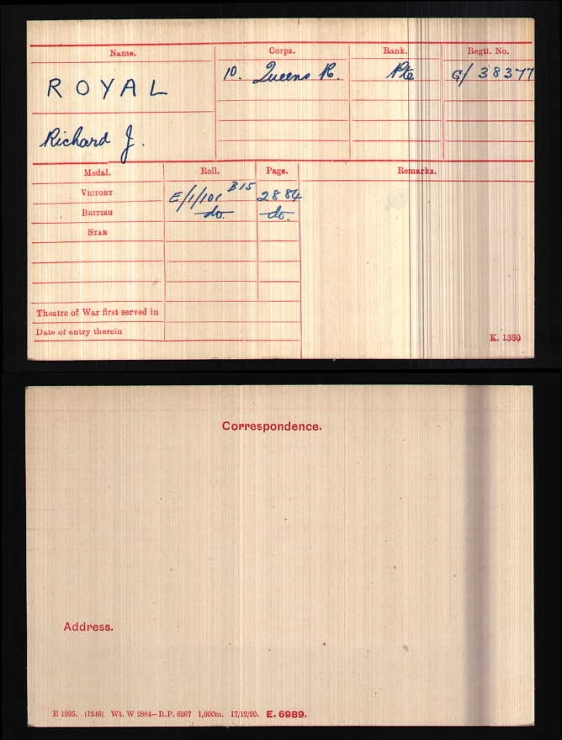 Name. Corps. Rank. Regtl. No.
ROYAL 10. Queens R. Pte G/38377
Richard J.
Medal. Roll. Page. Remarks.
VICTORY E/1/101 B15 2884
BRITISH do. do.
STAR
Theatre of War first served in
Date of entry therein
K. 1380
Correspondence.
Address.
E 1995. (1246) Wt. W 2884—R.P. 6267 1,000m. 17/12/20. E. 6989.